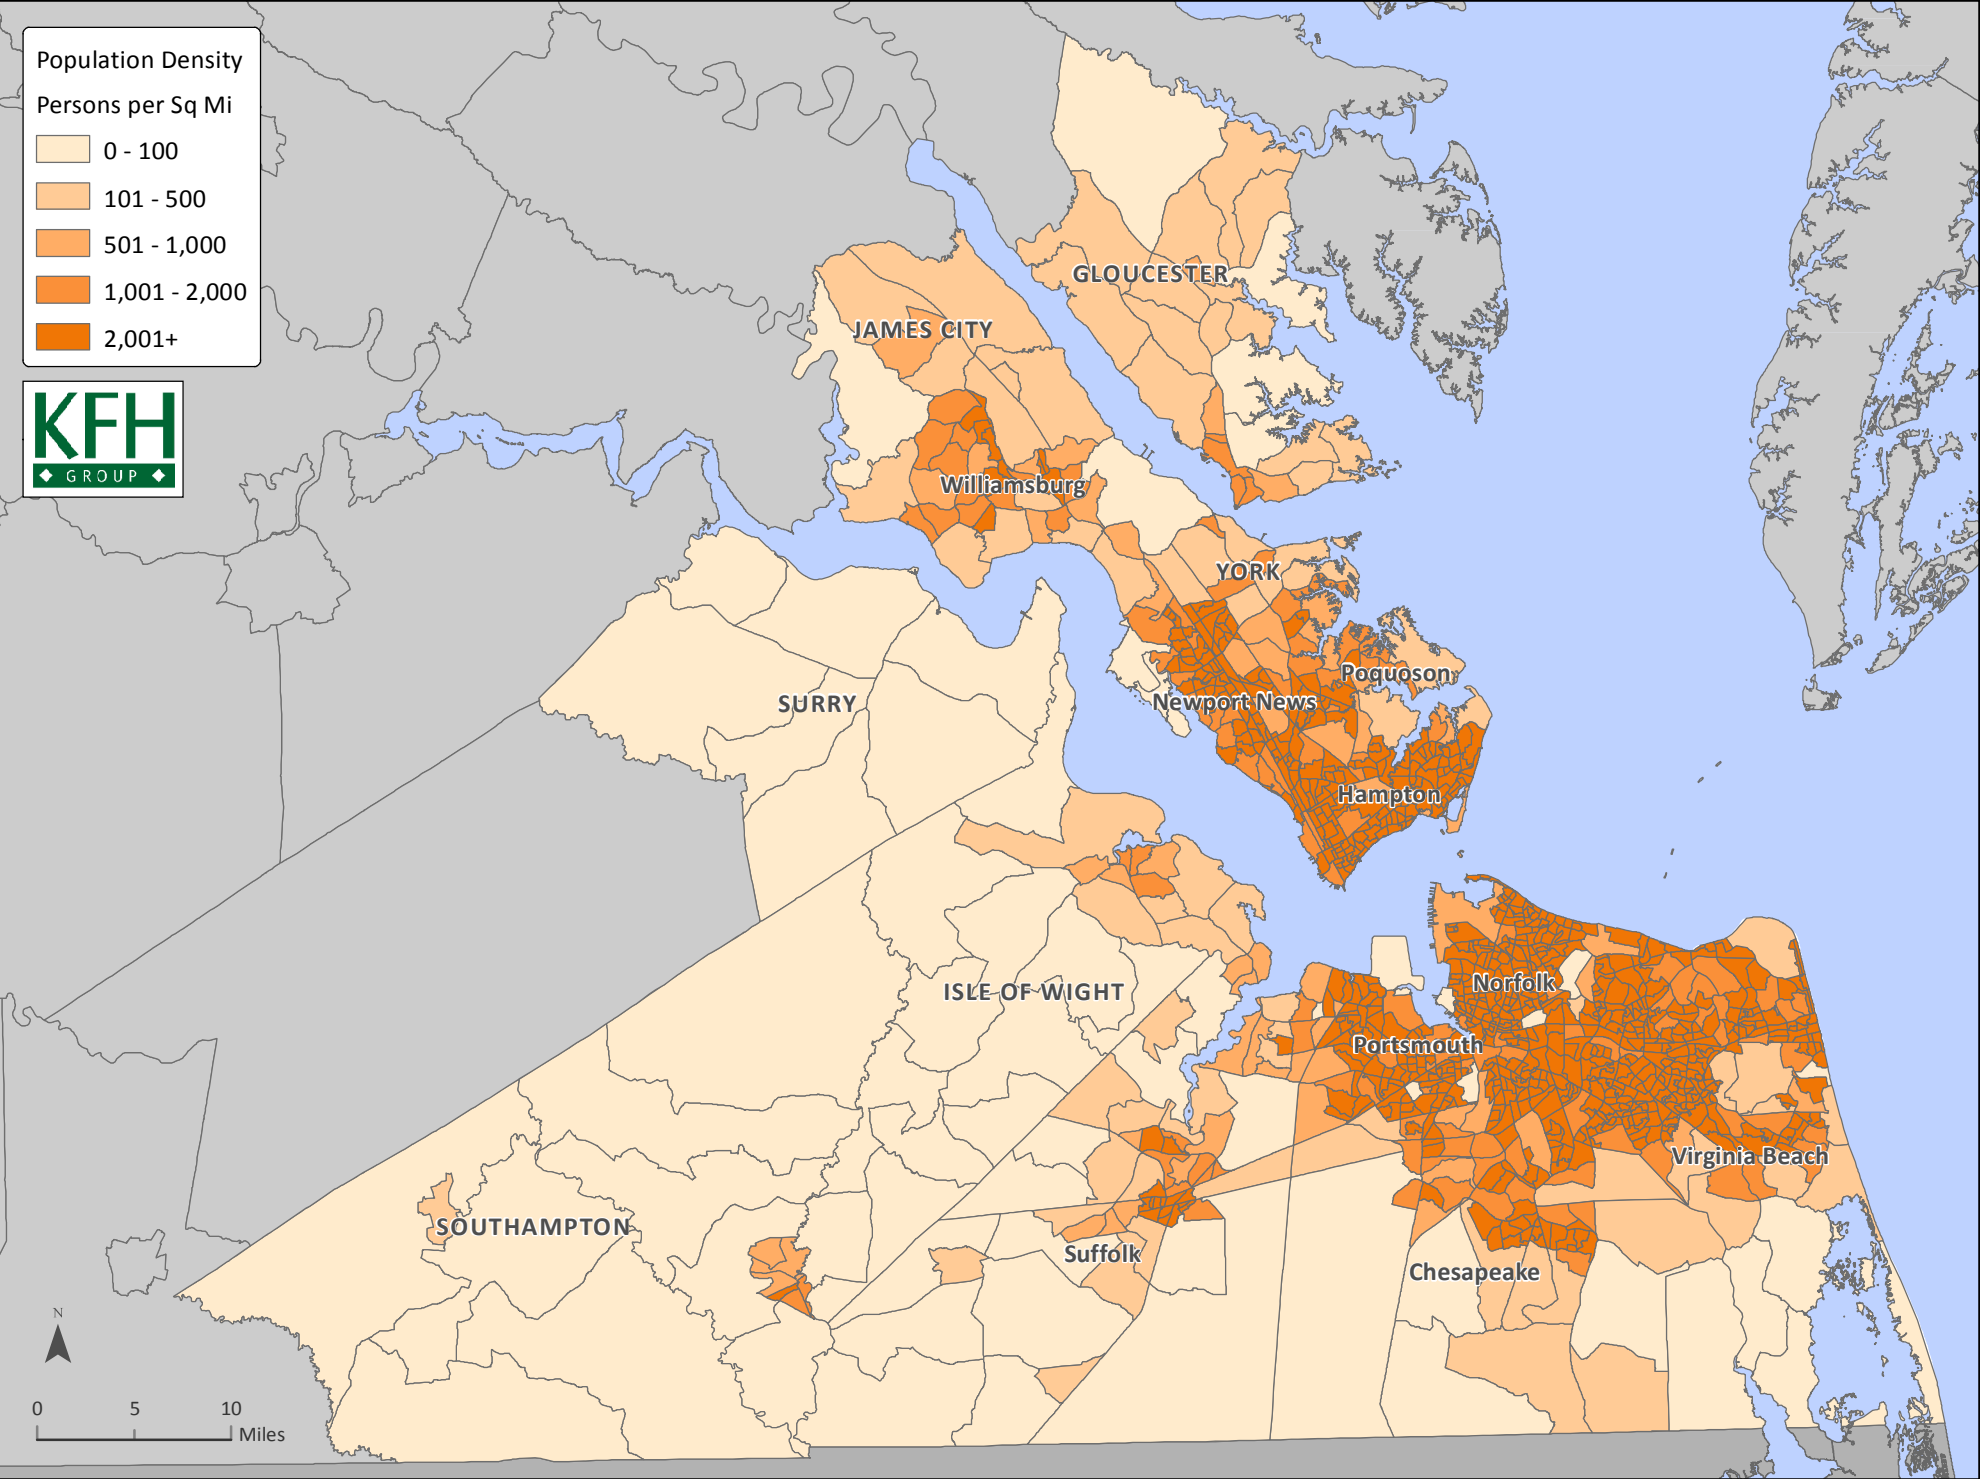 Population Density
Persons per Sq Mi
0 - 100
101 - 500
501 - 1,000
1,001 - 2,000
2,001+
KFH
GROUP
GLOUCESTER
JAMES CITY
Williamsburg
YORK
Poquoson
SURRY
Newport News
Hampton
Norfolk
ISLE OF WIGHT
Portsmouth
Virginia Beach
SOUTHAMPTON
Suffolk
Chesapeake
N
0 5 10
Miles